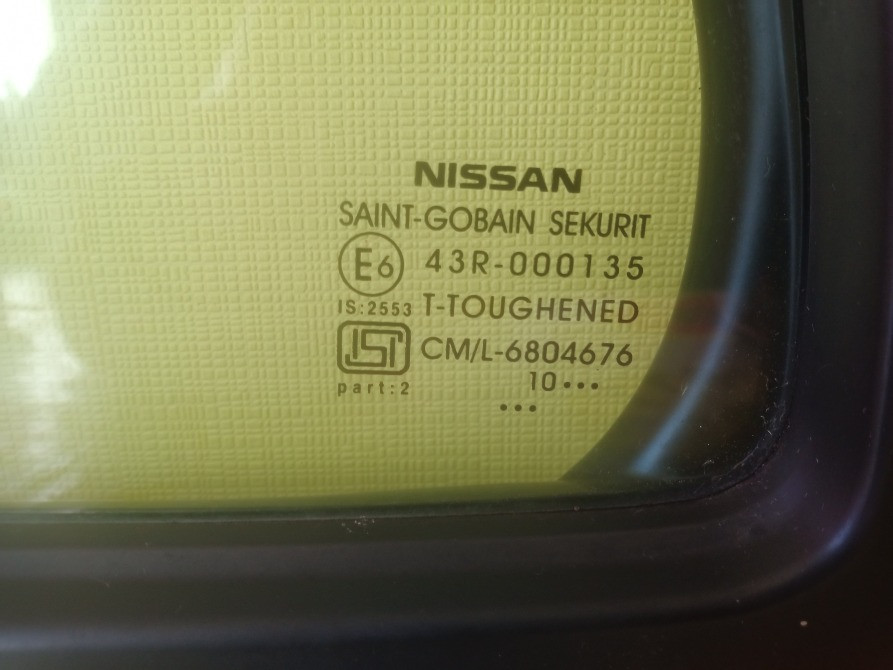 NISSAN
SAINT-GOBAIN SEKURIT
E6 43R-000135
IS:2553 T-TOUGHENED
ISI CM/L-6804676
part:2 10•••
•••